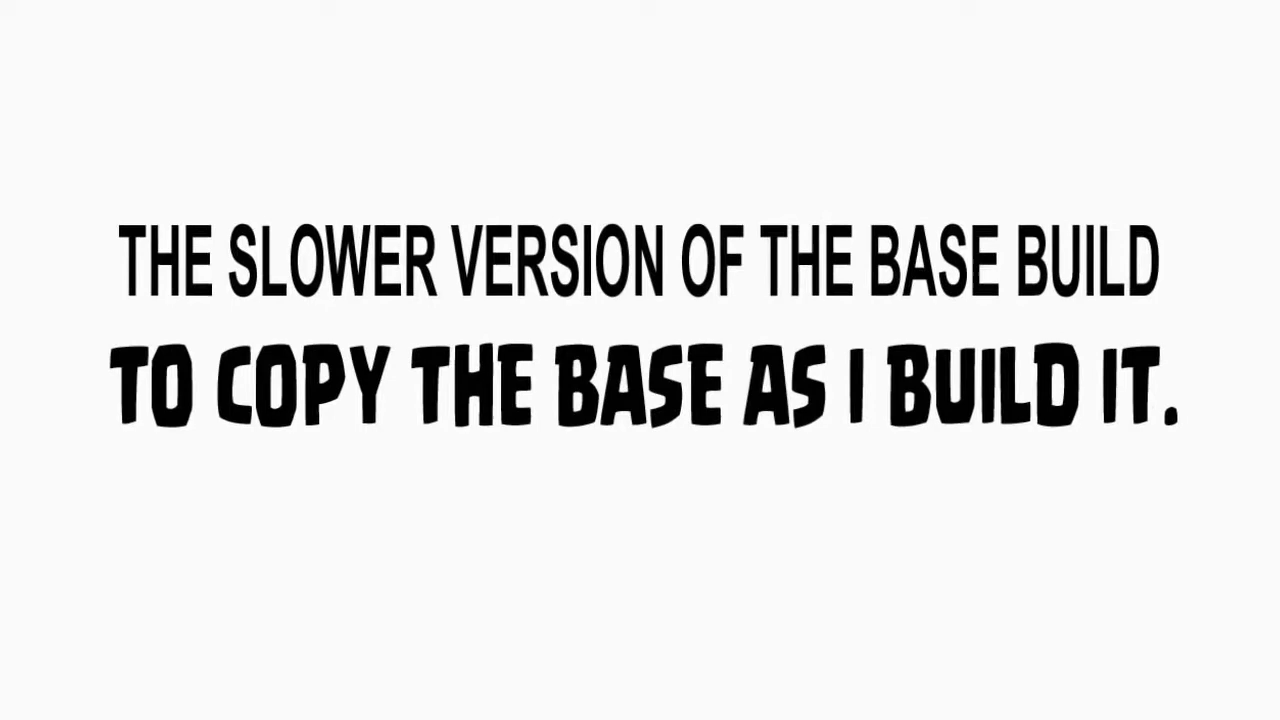 THE SLOWER VERSION OF THE BASE BUILD
TO COPY THE BASE AS I BUILD IT.